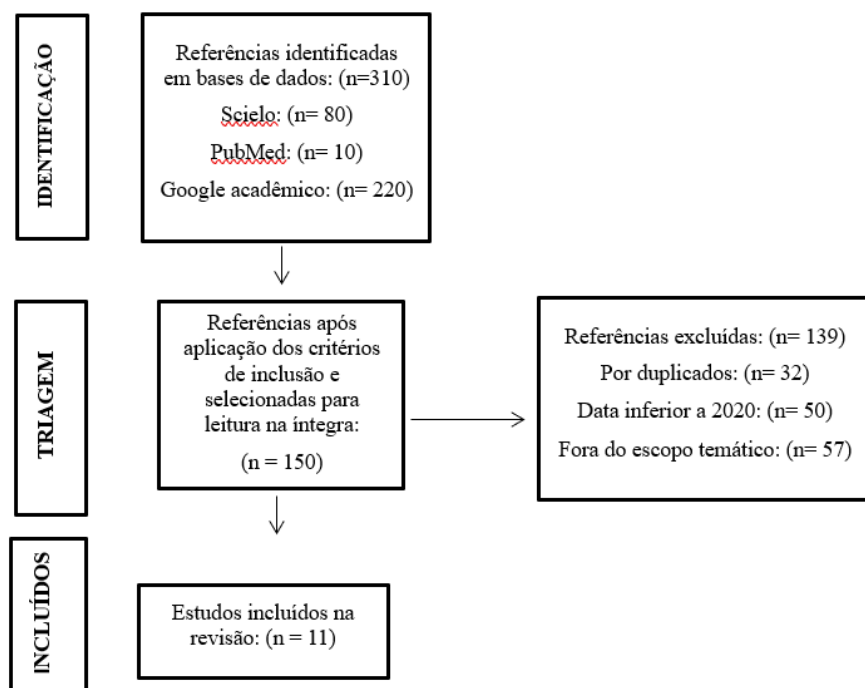 IDENTIFICAÇÃO
Referências identificadas
em bases de dados: (n=310)
Scielo: (n= 80)
PubMed: (n= 10)
Google acadêmico: (n= 220)
TRIAGEM
Referências após
aplicação dos critérios
de inclusão e
selecionadas para
leitura na íntegra:
(n = 150)
Referências excluídas: (n= 139)
Por duplicados: (n= 32)
Data inferior a 2020: (n= 50)
Fora do escopo temático: (n= 57)
INCLUÍDOS
Estudos incluídos na
revisão: (n = 11)